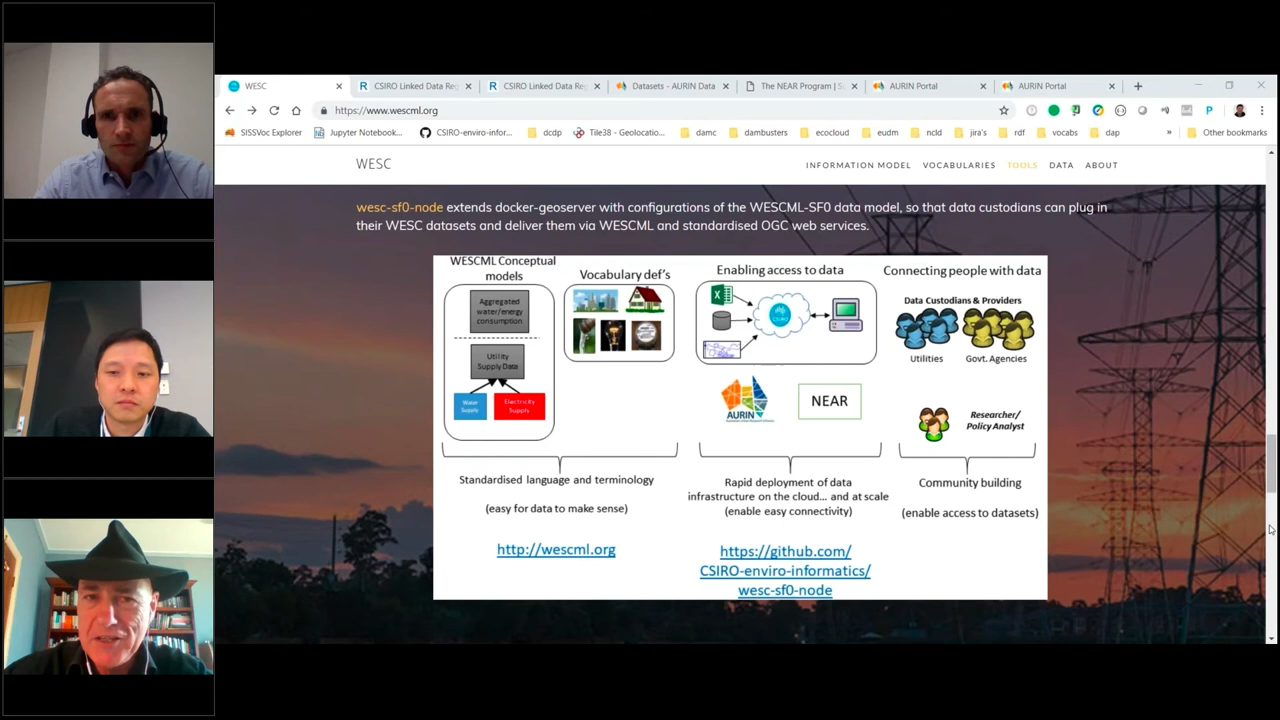 WESC
CSIRO Linked Data Re
CSIRO Linked Data Re
Datasets - AURIN Data
The NEAR Program | S
AURIN Portal
AURIN Portal
https://www.wescml.org
SISSVoc Explorer
Jupyter Notebook...
CSIRO-enviro-infor...
dcdp
Tile38 - Geolocatio...
damc
dambusters
ecocloud
eudm
ncld
jira's
rdf
vocabs
dap
»
Other bookmarks
WESC
INFORMATION MODEL
VOCABULARIES
TOOLS
DATA
ABOUT
wesc-sf0-node extends docker-geoserver with configurations of the WESCML-SF0 data model, so that data custodians can plug in
their WESC datasets and deliver them via WESCML and standardised OGC web services.
WESCML Conceptual
models
Aggregated
water/energy
consumption
Utility
Supply Data
Water
Supply
Electricity
Supply
Vocabulary def's
Standardised language and terminology
(easy for data to make sense)
http://wescml.org
Enabling access to data
CSIRO
AURIN
NEAR
Rapid deployment of data
infrastructure on the cloud... and at scale
(enable easy connectivity)
https://github.com/
CSIRO-enviro-informatics/
wesc-sf0-node
Connecting people with data
Data Custodians & Providers
Utilities
Govt. Agencies
Researcher/
Policy Analyst
Community building
(enable access to datasets)